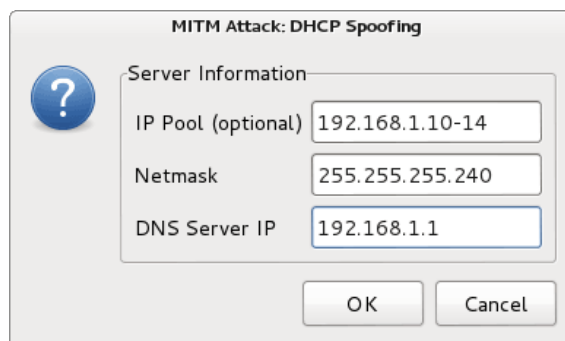 MITM Attack: DHCP Spoofing
Server Information
IP Pool (optional) 192.168.1.10-14
Netmask 255.255.255.240
DNS Server IP 192.168.1.1
OK Cancel